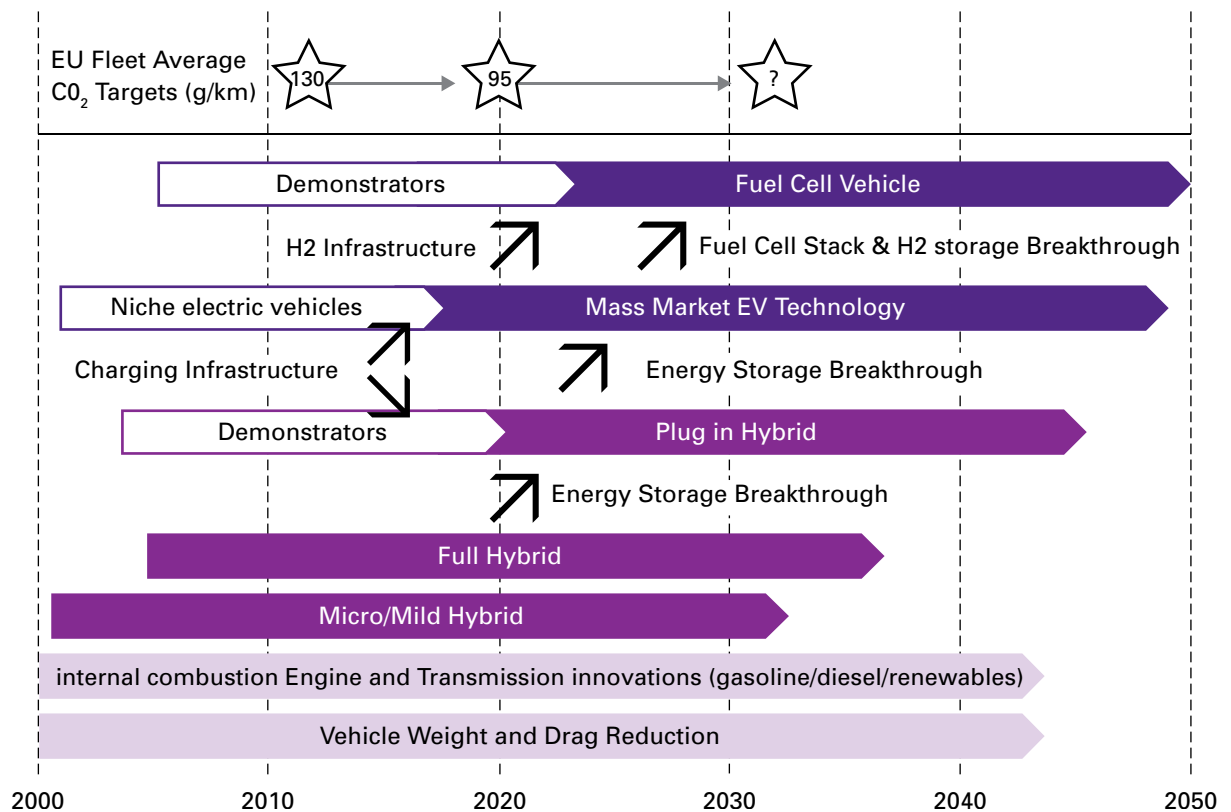 EU Fleet Average
C0₂ Targets (g/km)
130
95
?
Demonstrators
Fuel Cell Vehicle
H2 Infrastructure
Fuel Cell Stack & H2 storage Breakthrough
Niche electric vehicles
Mass Market EV Technology
Charging Infrastructure
Energy Storage Breakthrough
Demonstrators
Plug in Hybrid
Energy Storage Breakthrough
Full Hybrid
Micro/Mild Hybrid
internal combustion Engine and Transmission innovations (gasoline/diesel/renewables)
Vehicle Weight and Drag Reduction
2000
2010
2020
2030
2040
2050